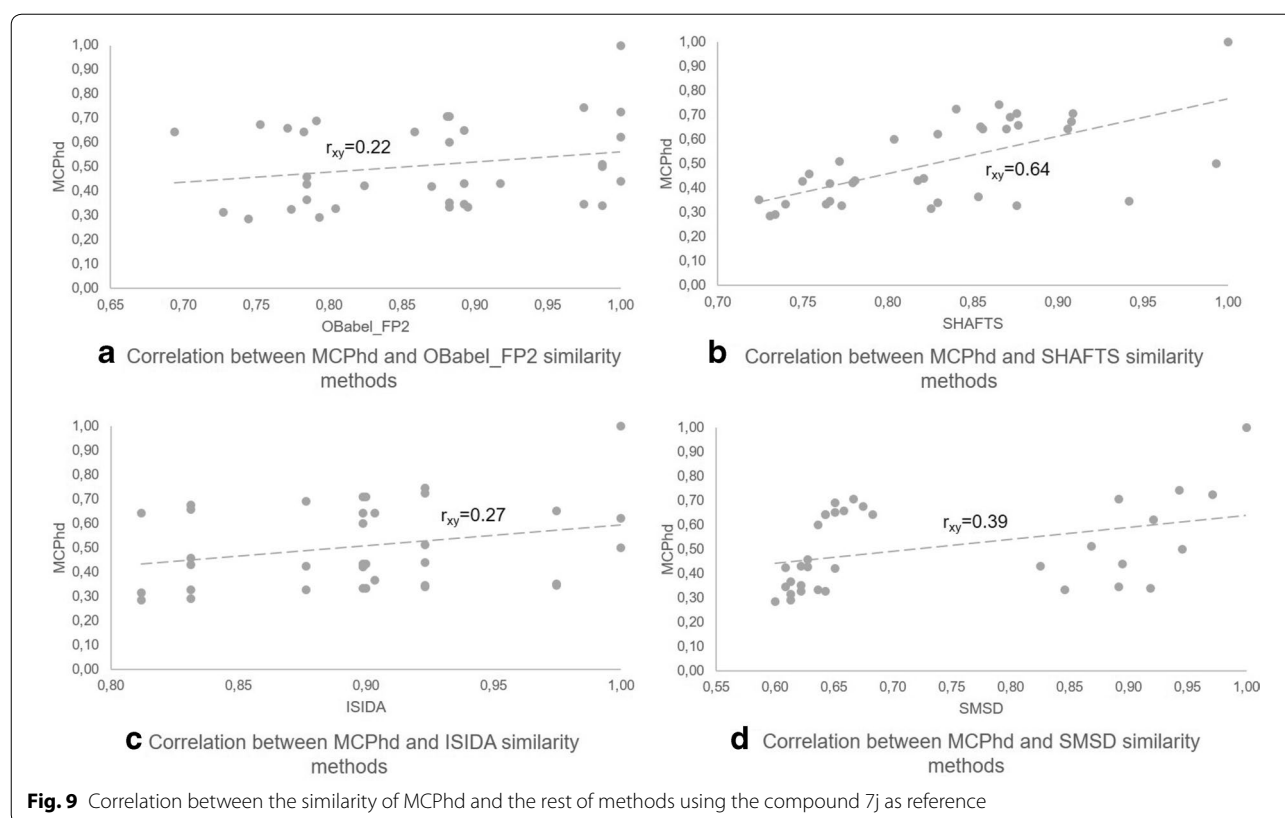 1,00
0,90
0,80
0,70
0,60
0,50
0,40
0,30
0,20
0,10
0,00
MCPhd
rxy=0.22
0,65 0,70 0,75 0,80 0,85 0,90 0,95 1,00
OBabel_FP2
a Correlation between MCPhd and OBabel_FP2 similarity
methods
1,00
0,90
0,80
0,70
0,60
0,50
0,40
0,30
0,20
0,10
0,00
MCPhd
rxy=0.64
0,70 0,75 0,80 0,85 0,90 0,95 1,00
SHAFTS
b Correlation between MCPhd and SHAFTS similarity
methods
1,00
0,90
0,80
0,70
0,60
0,50
0,40
0,30
0,20
0,10
0,00
MCPhd
rxy=0.27
0,80 0,85 0,90 0,95 1,00
ISIDA
c Correlation between MCPhd and ISIDA similarity
methods
1,00
0,90
0,80
0,70
0,60
0,50
0,40
0,30
0,20
0,10
0,00
MCPhd
rxy=0.39
0,55 0,60 0,65 0,70 0,75 0,80 0,85 0,90 0,95 1,00
SMSD
d Correlation between MCPhd and SMSD similarity
methods
Fig. 9 Correlation between the similarity of MCPhd and the rest of methods using the compound 7j as reference